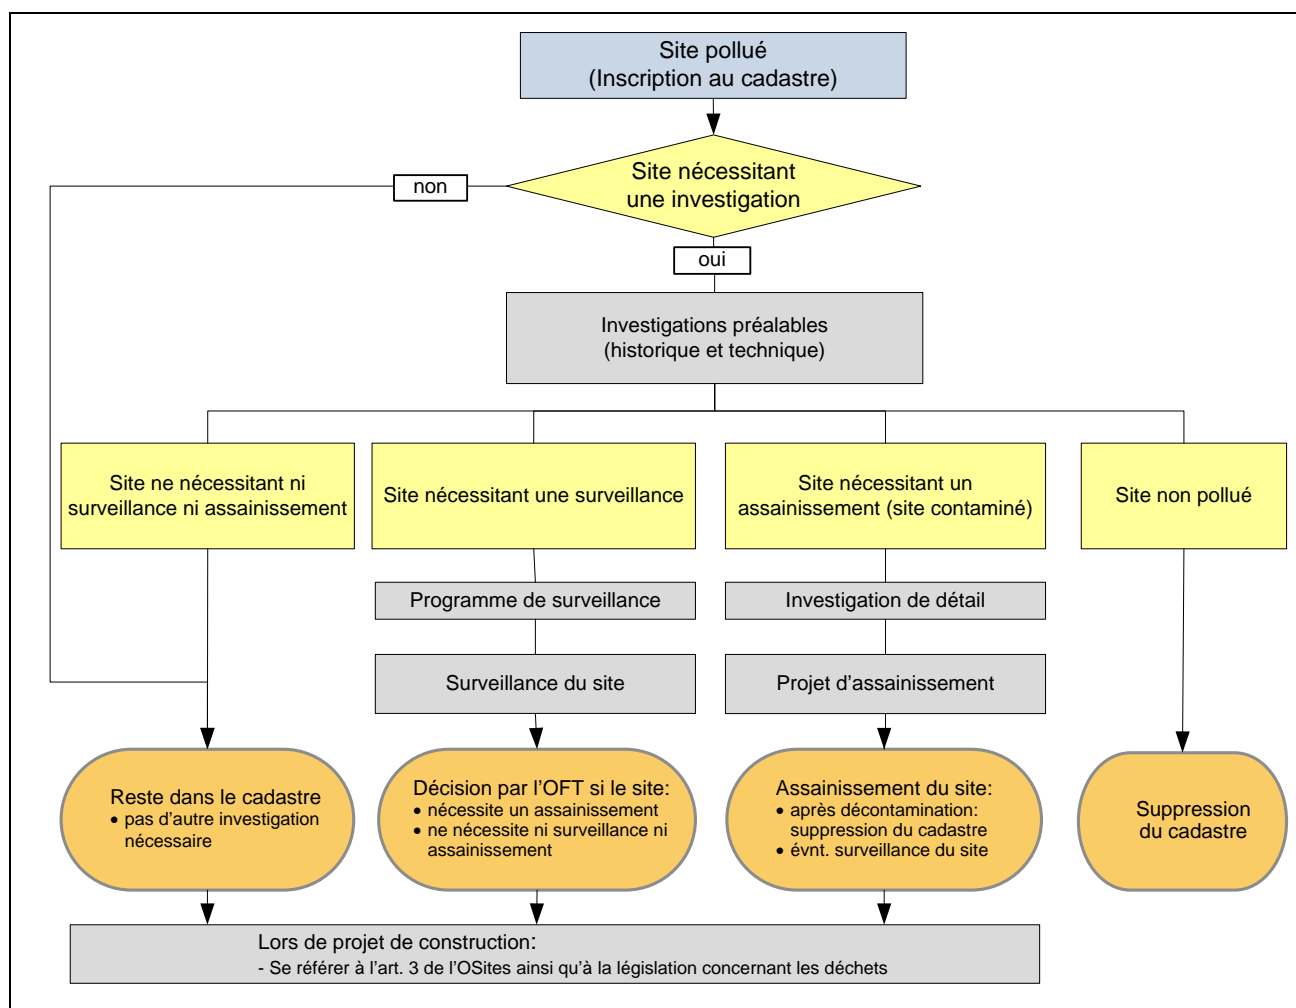 Site pollué
(Inscription au cadastre)
Site nécessitant
une investigation
non
oui
Investigations préalables
(historique et technique)
Site ne nécessitant ni
surveillance ni assainissement
Site nécessitant une surveillance
Site nécessitant un
assainissement (site contaminé)
Site non pollué
Programme de surveillance
Investigation de détail
Surveillance du site
Projet d'assainissement
Reste dans le cadastre
• pas d'autre investigation
nécessaire
Décision par l'OFT si le site:
• nécessite un assainissement
• ne nécessite ni surveillance ni
assainissement
Assainissement du site:
• après décontamination:
suppression du cadastre
• évnt. surveillance du site
Suppression
du cadastre
Lors de projet de construction:
- Se référer à l'art. 3 de l'OSites ainsi qu'à la législation concernant les déchets